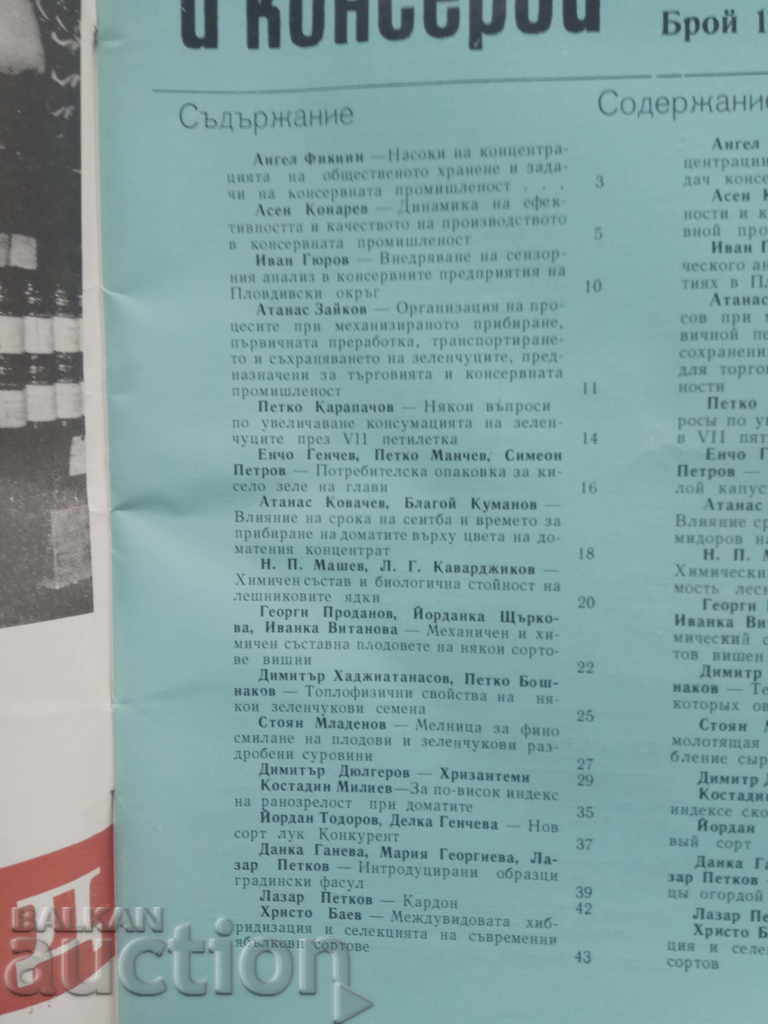 и консерви
Брой 1
Съдържание
Ангел Фикиин — Насоки на концентра-
цията на общественото хранене и зада-
чи на консервната промишленост . . . 3
Асен Конарев — Динамика на ефек-
тивността и качеството на производството
в консервната промишленост 5
Иван Гюров — Внедряване на сензор-
ния анализ в консервните предприятия на
Пловдивски окръг 10
Атанас Зайков — Организация на про-
цесите при механизираното прибиране,
първичната преработка, транспортиране-
то и съхраняването на зеленчуците, пред-
назначени за търговията и консервната
промишленост 11
Петко Карапачов — Някои въпроси
по увеличаване консумацията на зелен-
чуците през VII петилетка 14
Енчо Генчев, Петко Манчев, Симеон
Петров — Потребителска опаковка за ки-
село зеле на глави 16
Атанас Ковачев, Благой Куманов —
Влияние на срока на сеитба и времето за
прибиране на доматите върху цвета на до-
матения концентрат 18
Н. П. Машев, Л. Г. Каварджиков —
Химичен състав и биологична стойност на
лешниковите ядки 20
Георги Проданов, Йорданка Щърко-
ва, Иванка Витанова — Механичен и хи-
мичен съставна плодовете на някои сорто-
ве вишни 22
Димитър Хаджиатанасов, Петко Бош-
наков — Топлофизични свойства на ня-
кои зеленчукови семена 25
Стоян Младенов — Мелница за фино
смилане на плодови и зеленчукови раз-
дробени суровини 27
Димитър Дюлгеров — Хризантеми 29
Костадин Милиев—За по-висок индекс
на ранозрелост при доматите 35
Йордан Тодоров, Делка Генчева — Нов
сорт лук Конкурент 37
Данка Ганева, Мария Георгиева, Ла-
зар Петков — Интродуцирани образци
градински фасул 39
Лазар Петков — Кардон 42
Христо Баев — Междувидовата хиб-
ридизация и селекцията на съвременни
ябълкови сортове 43
Содержание
Ангел
центрации
дач консе
Асен К
ности и к
вной про
Иван Г
ческого ан
тиях в Пл
Атанас
сов при м
вичной пе
сохранени
для торгов
ности
Петко
росы по ув
в VII пят
Енчо Г
Петров —
лой капус
Атанас
Влияние ср
мидоров на
Н. П. М
Химически
мость лесн
Георги
Иванка Ви
мический с
тов вишен
Димитр
наков — Те
которых ов
Стоян М
молотящая
бление сыр
Димитр Д
Костадин
индексе ско
Йордан
вый сорт
Данка Га
зар Петков —
цы огордой
Лазар Пе
Христо Б
ция и селек
сортов
BALKAN
auction